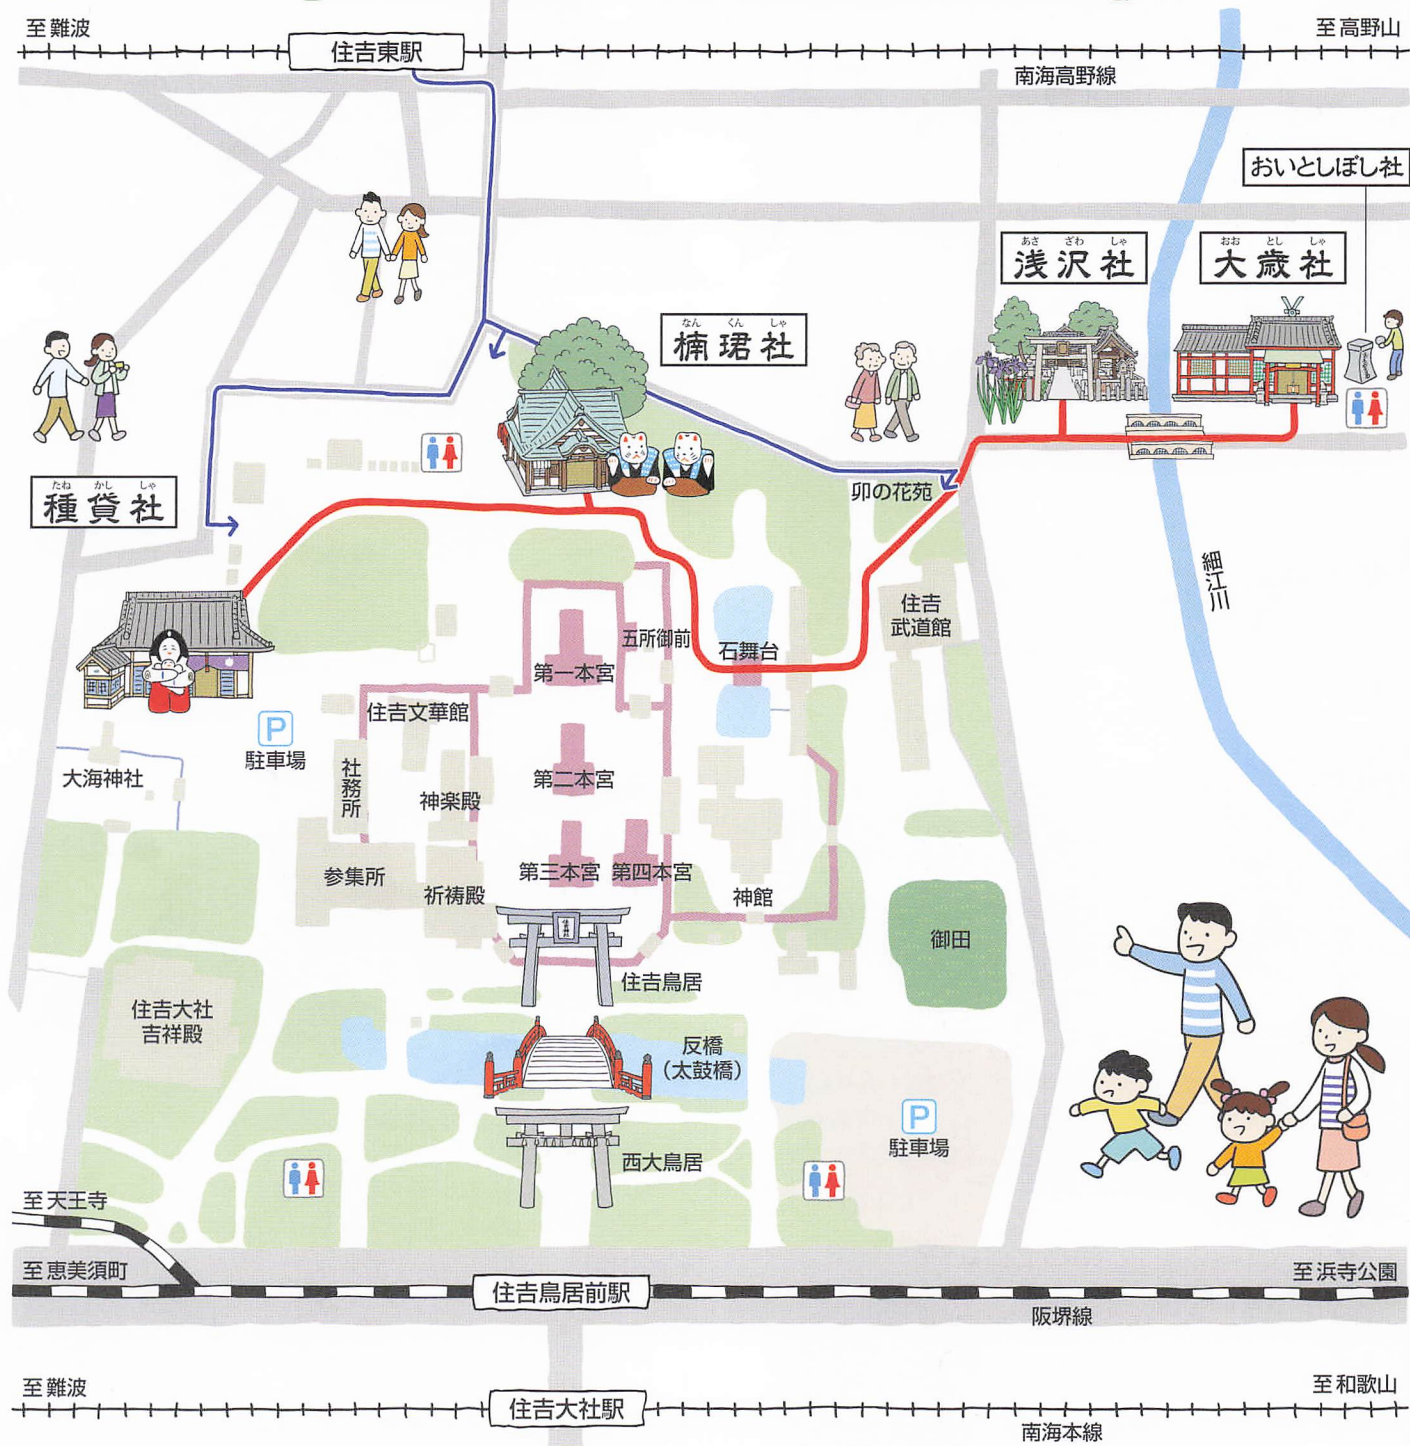 至難波
住吉東駅
至高野山
南海高野線
おいとしぼし社
あさざわしゃ
浅沢社
おおとししゃ
大歳社
なんくんしゃ
楠珺社
たねかししゃ
種貸社
卯の花苑
細江川
住吉
武道館
五所御前
石舞台
第一本宮
住吉文華館
P
駐車場
大海神社
社務所
神楽殿
第二本宮
参集所
祈祷殿
第三本宮
第四本宮
神館
住吉神社
御田
住吉鳥居
住吉大社
吉祥殿
反橋
(太鼓橋)
P
駐車場
西大鳥居
至天王寺
至恵美須町
住吉鳥居前駅
至浜寺公園
阪堺線
至難波
住吉大社駅
至和歌山
南海本線